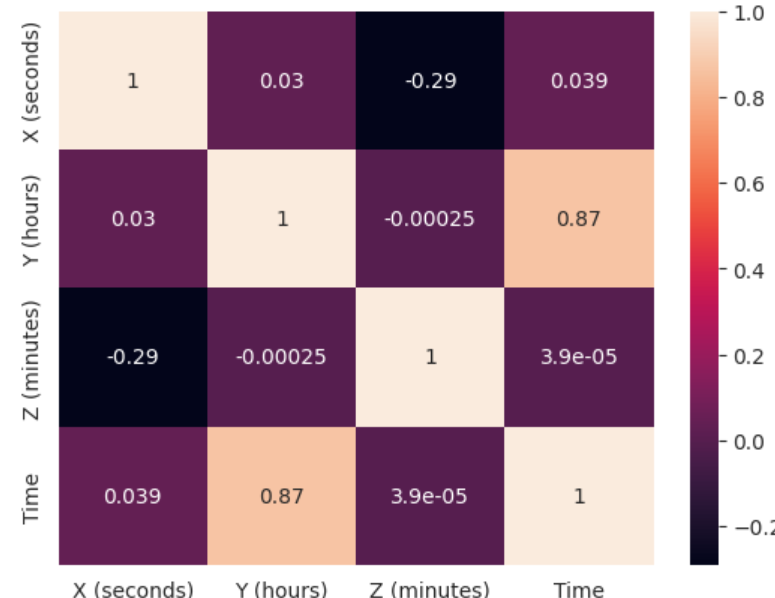 X (seconds) 1 0.03 -0.29 0.039
Y (hours) 0.03 1 -0.00025 0.87
Z (minutes) -0.29 -0.00025 1 3.9e-05
Time 0.039 0.87 3.9e-05 1
X (seconds) Y (hours) Z (minutes) Time
1.0
0.8
0.6
0.4
0.2
0.0
−0.2